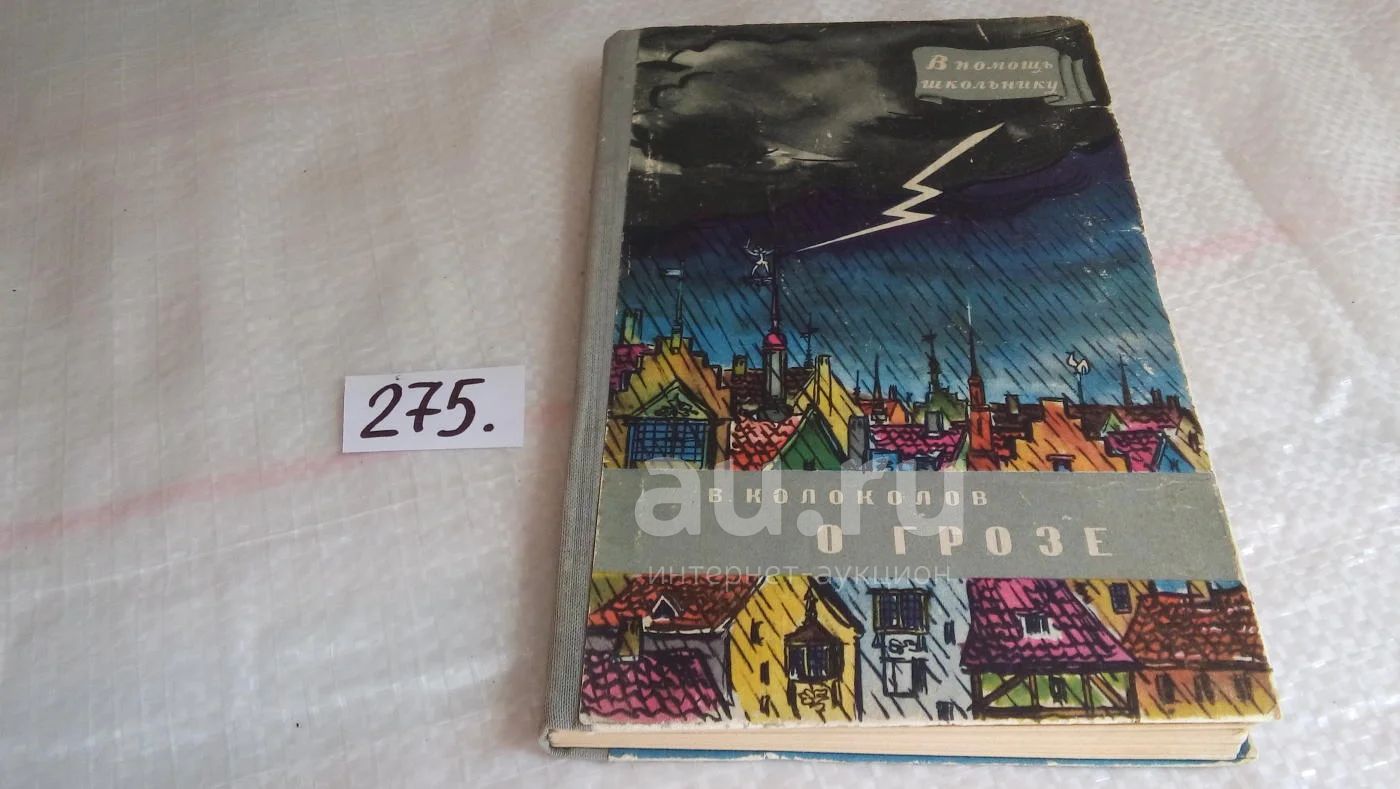 В помощь
школьнику
275.
В. КОЛОКОЛОВ
О ГРОЗЕ
au.ru
интернет-аукцион